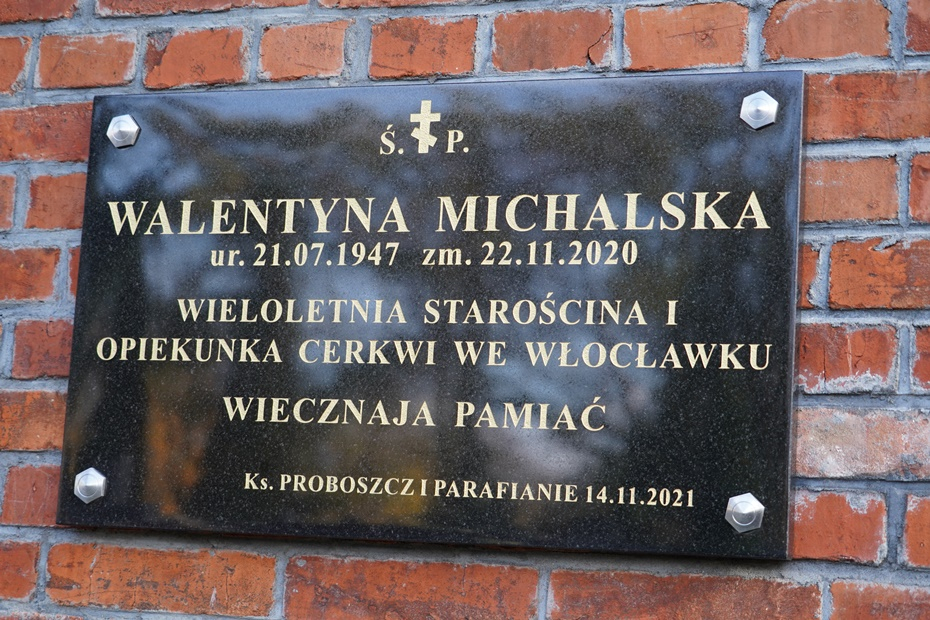 Ś. ☦ P.
WALENTYNA MICHALSKA
ur. 21.07.1947 zm. 22.11.2020
WIELOLETNIA STAROŚCINA I
OPIEKUNKA CERKWI WE WŁOCŁAWKU
WIECZNAJA PAMIAĆ
Ks. PROBOSZCZ I PARAFIANIE 14.11.2021